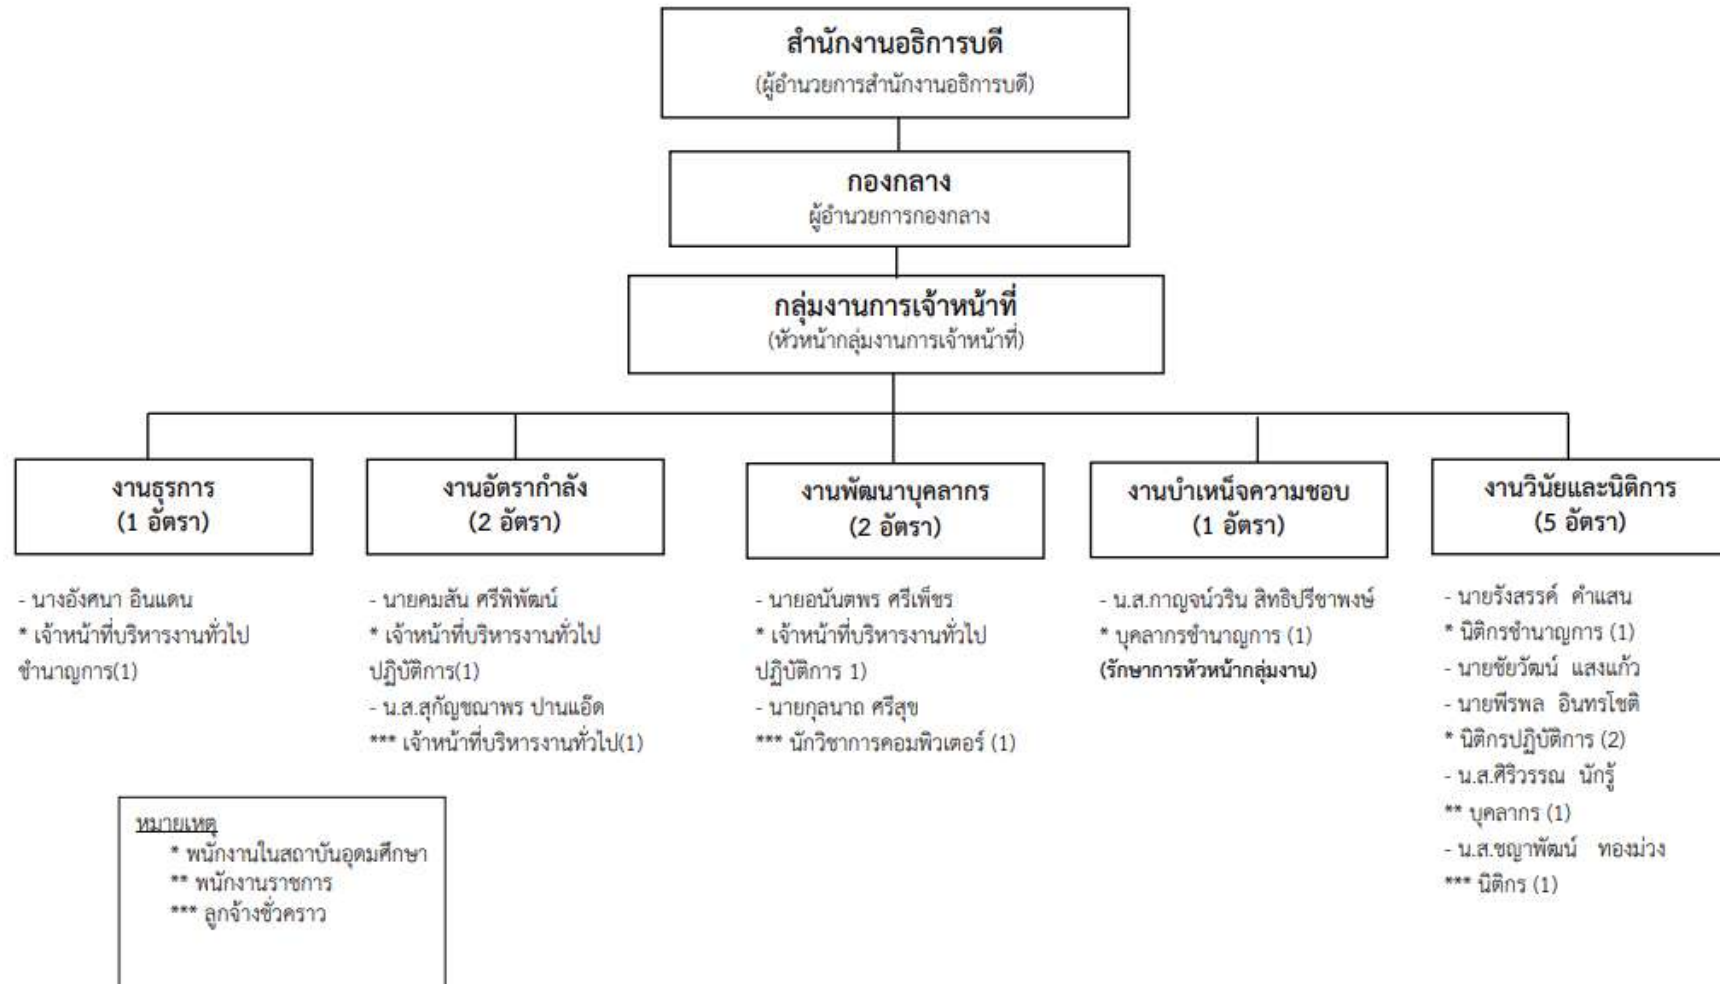 สำนักงานอธิการบดี
(ผู้อำนวยการสำนักงานอธิการบดี)
กองกลาง
ผู้อำนวยการกองกลาง
กลุ่มงานการเจ้าหน้าที่
(หัวหน้ากลุ่มงานการเจ้าหน้าที่)
งานธุรการ
(1 อัตรา)
- นางอังศนา อินแดน
* เจ้าหน้าที่บริหารงานทั่วไป
ชำนาญการ(1)
งานอัตรากำลัง
(2 อัตรา)
- นายคมสัน ศรีพิพัฒน์
* เจ้าหน้าที่บริหารงานทั่วไป
ปฏิบัติการ(1)
- น.ส.สุกัญชณาพร ปานแอ๊ด
*** เจ้าหน้าที่บริหารงานทั่วไป(1)
งานพัฒนาบุคลากร
(2 อัตรา)
- นายอนันตพร ศรีเพ็ชร
* เจ้าหน้าที่บริหารงานทั่วไป
ปฏิบัติการ 1)
- นายกุลนาถ ศรีสุข
*** นักวิชาการคอมพิวเตอร์ (1)
งานบำเหน็จความชอบ
(1 อัตรา)
- น.ส.กาญจน์วริน สิทธิปรีชาพงษ์
* บุคลากรชำนาญการ (1)
(รักษาการหัวหน้ากลุ่มงาน)
งานวินัยและนิติการ
(5 อัตรา)
- นายรังสรรค์ คำแสน
* นิติกรชำนาญการ (1)
- นายชัยวัฒน์ แสงแก้ว
- นายพีรพล อินทรโชติ
* นิติกรปฏิบัติการ (2)
- น.ส.ศิริวรรณ นักรู้
** บุคลากร (1)
- น.ส.ชญาพัฒน์ ทองม่วง
*** นิติกร (1)
หมายเหตุ
* พนักงานในสถาบันอุดมศึกษา
** พนักงานราชการ
*** ลูกจ้างชั่วคราว